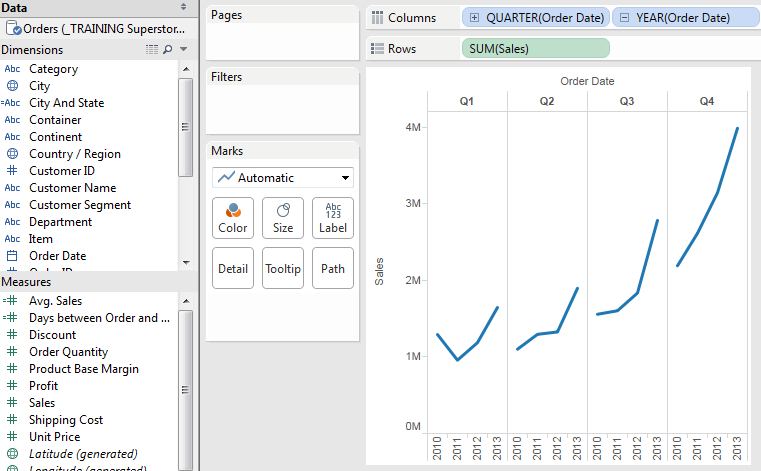 Data
Orders (_TRAINING Superstor...
Dimensions
Abc Category
City
=Abc City And State
Abc Container
Abc Continent
Country / Region
Customer ID
Abc Customer Name
Abc Customer Segment
Abc Department
Abc Item
Order Date
Order ID
Measures
Avg. Sales
Days between Order and ...
Discount
Order Quantity
Product Base Margin
Profit
Sales
Shipping Cost
Unit Price
Latitude (generated)
Longitude (generated)
Pages
Filters
Marks
Automatic
Color
Size
Abc
123
Label
Detail
Tooltip
Path
Columns QUARTER(Order Date) YEAR(Order Date)
Rows SUM(Sales)
Order Date
Q1 Q2 Q3 Q4
4M
3M
2M
1M
0M
Sales
2010 2011 2012 2013 2010 2011 2012 2013 2010 2011 2012 2013 2010 2011 2012 2013